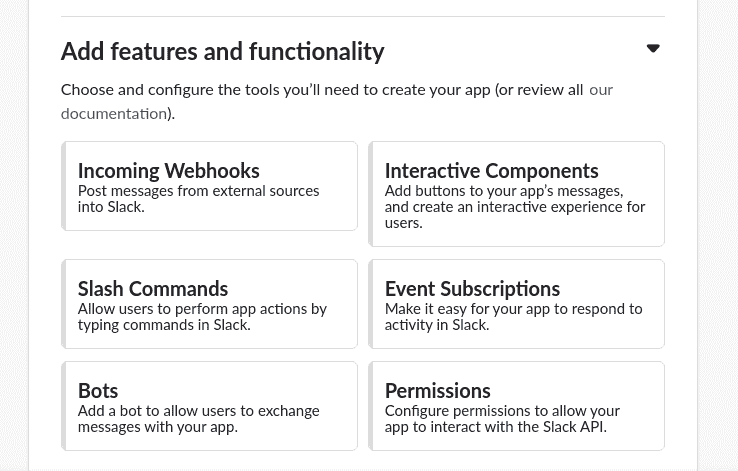 Add features and functionality
Choose and configure the tools you’ll need to create your app (or review all our
documentation).
Incoming Webhooks
Post messages from external sources
into Slack.
Interactive Components
Add buttons to your app’s messages,
and create an interactive experience for
users.
Slash Commands
Allow users to perform app actions by
typing commands in Slack.
Event Subscriptions
Make it easy for your app to respond to
activity in Slack.
Bots
Add a bot to allow users to exchange
messages with your app.
Permissions
Configure permissions to allow your
app to interact with the Slack API.